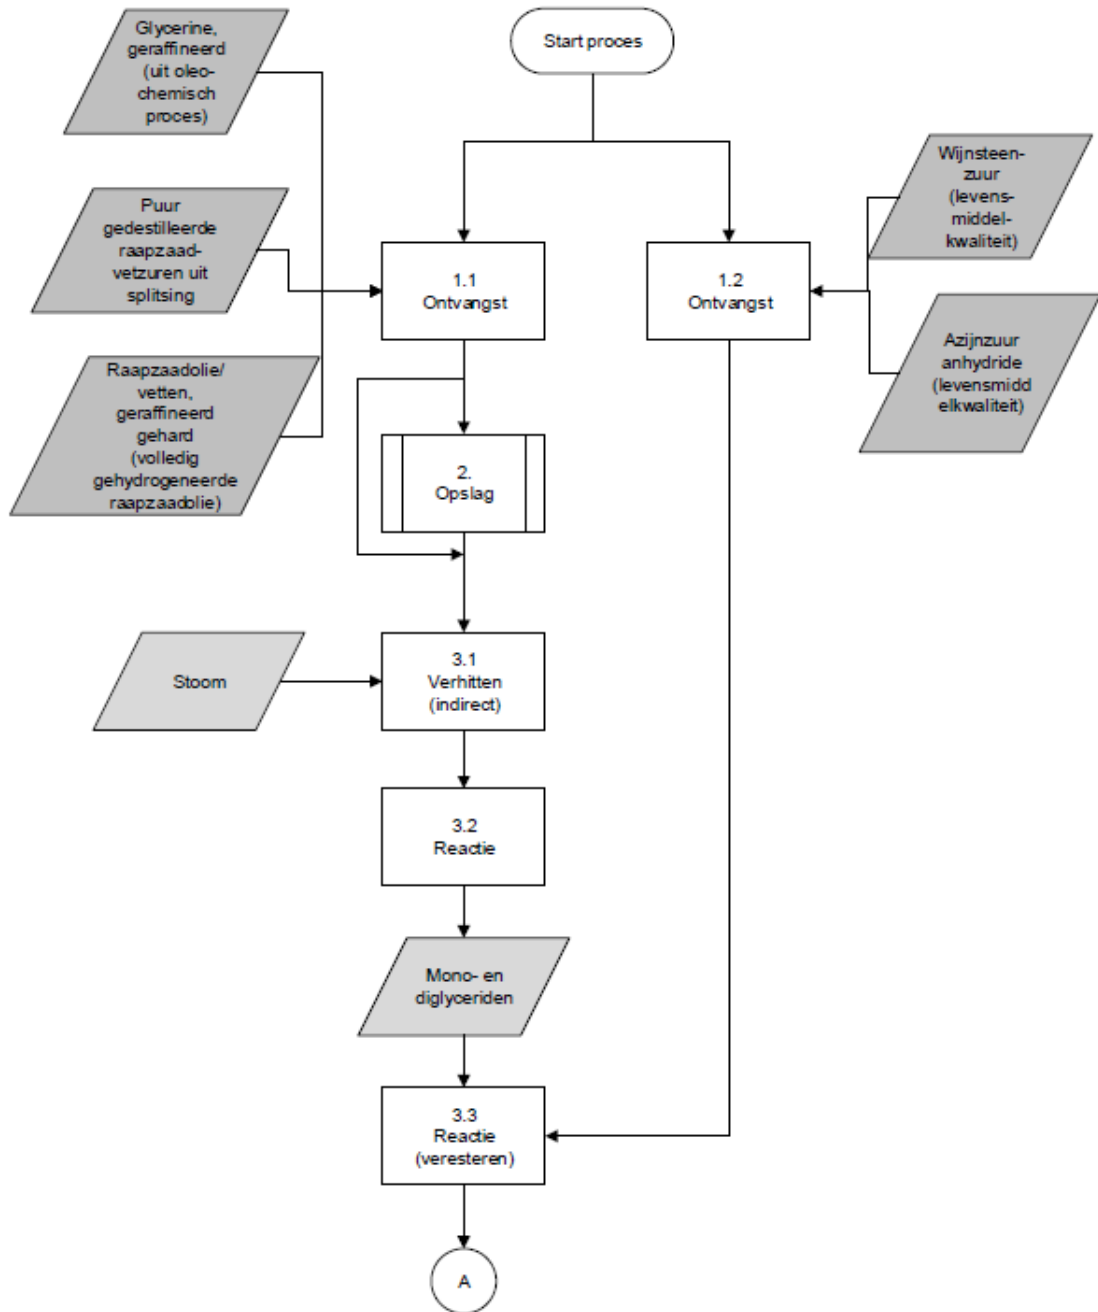 Glycerine,
geraffineerd
(uit oleo-
chemisch
proces)
Start proces
Wijnsteen-
zuur
(levens-
middel-
kwaliteit)
Puur
gedestilleerde
raapzaad-
vetzuren uit
splitsing
1.1
Ontvangst
1.2
Ontvangst
Azijnzuur
anhydride
(levensmidd
elkwaliteit)
Raapzaadolie/
vetten,
geraffineerd
gehard
(volledig
gehydrogeneerde
raapzaadolie)
2.
Opslag
Stoom
3.1
Verhitten
(indirect)
3.2
Reactie
Mono- en
diglyceriden
3.3
Reactie
(veresteren)
A